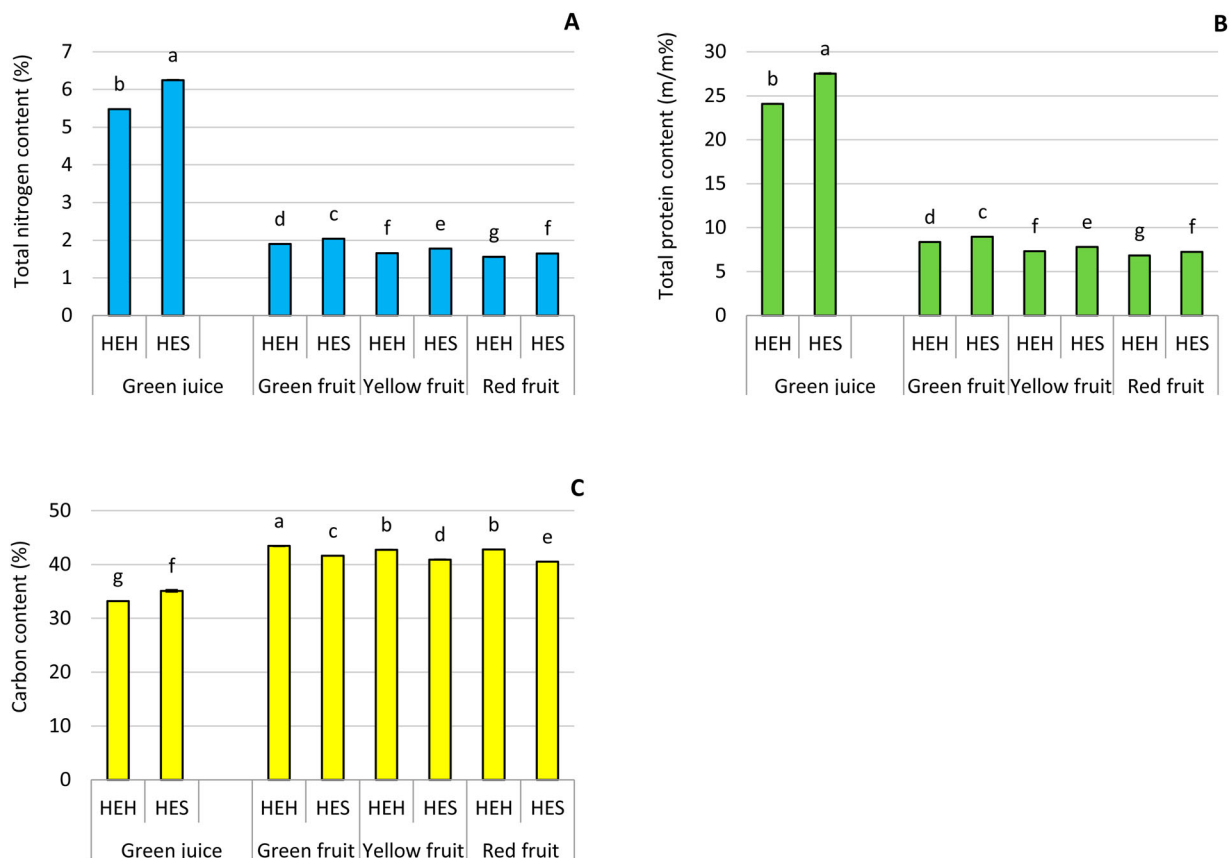 A
Total nitrogen content (%)
7
6
5
4
3
2
1
0
b
a
d
c
f
e
g
f
HEH HES HEH HES HEH HES HEH HES
Green juice Green fruit Yellow fruit Red fruit
B
Total protein content (m/m%)
30
25
20
15
10
5
0
b
a
d
c
f
e
g
f
HEH HES HEH HES HEH HES HEH HES
Green juice Green fruit Yellow fruit Red fruit
C
Carbon content (%)
50
40
30
20
10
0
g
f
a
c
b
d
b
e
HEH HES HEH HES HEH HES HEH HES
Green juice Green fruit Yellow fruit Red fruit